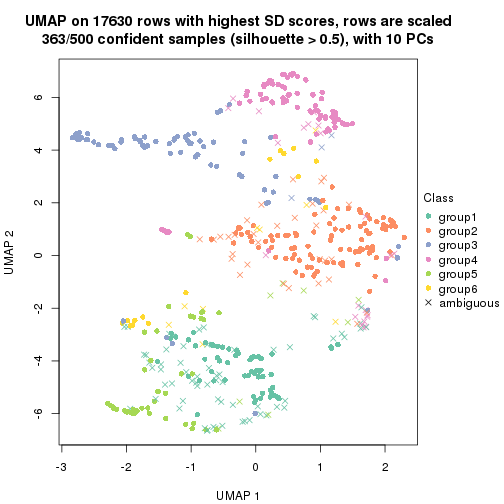 UMAP on 17630 rows with highest SD scores, rows are scaled
363/500 confident samples (silhouette > 0.5), with 10 PCs
6
4
2
0
-2
-4
-6
UMAP 2
-3
-2
-1
0
1
2
UMAP 1
Class
group1
group2
group3
group4
group5
group6
ambiguous